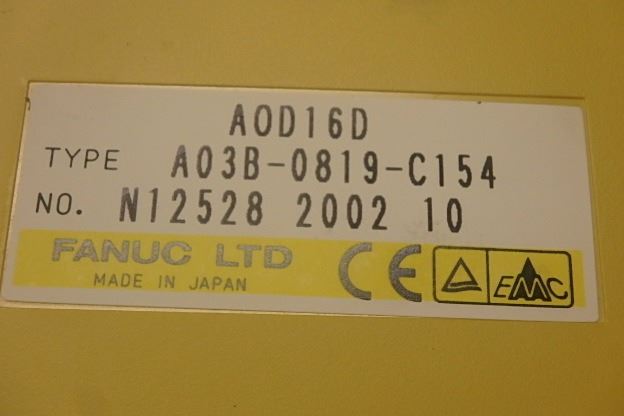 AOD16D
TYPE A03B-0819-C154
NO. N12528 2002 10
FANUC LTD
MADE IN JAPAN
CE
EMC